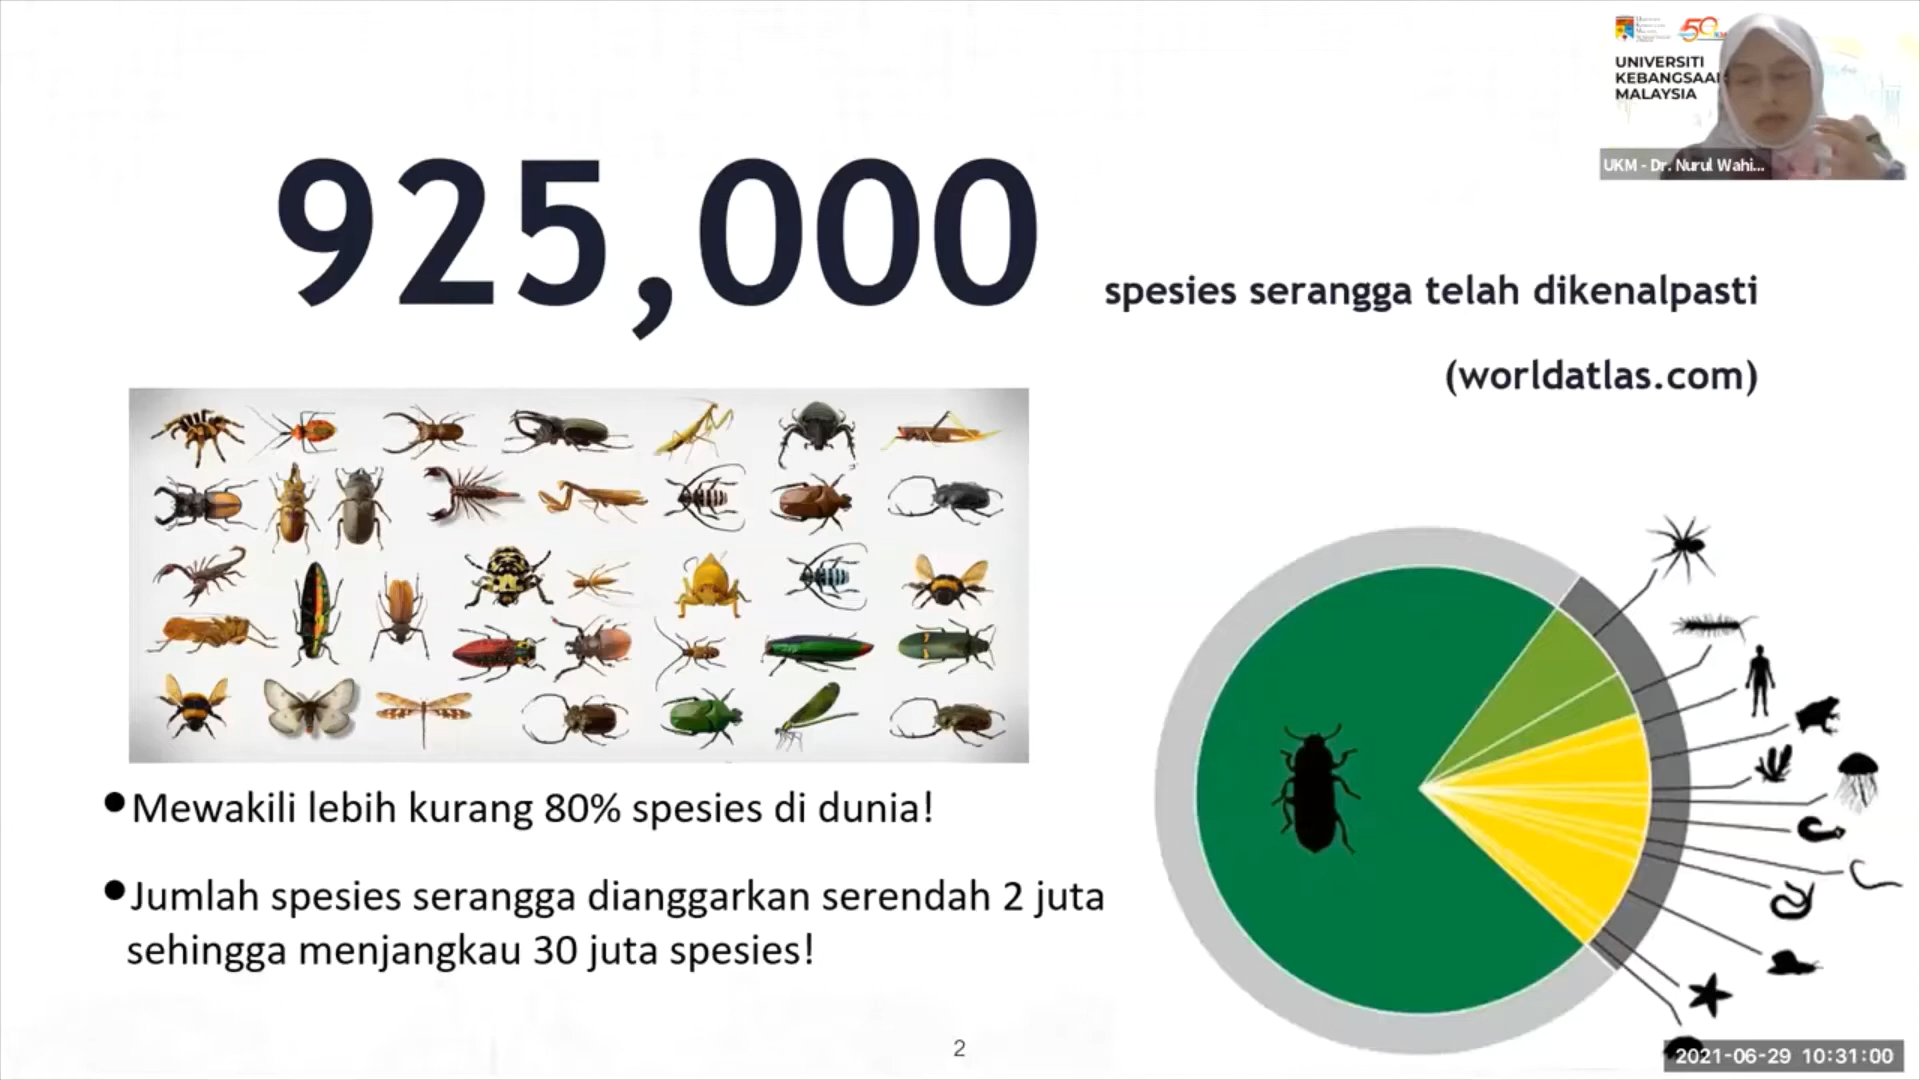 UNIVERSITI
KEBANGSAA
MALAYSIA
UKM - Dr. Nurul Wahi...
925,000
spesies serangga telah dikenalpasti
(worldatlas.com)
•Mewakili lebih kurang 80% spesies di dunia!
•Jumlah spesies serangga dianggarkan serendah 2 juta
sehingga menjangkau 30 juta spesies!
2
2021-06-29 10:31:00